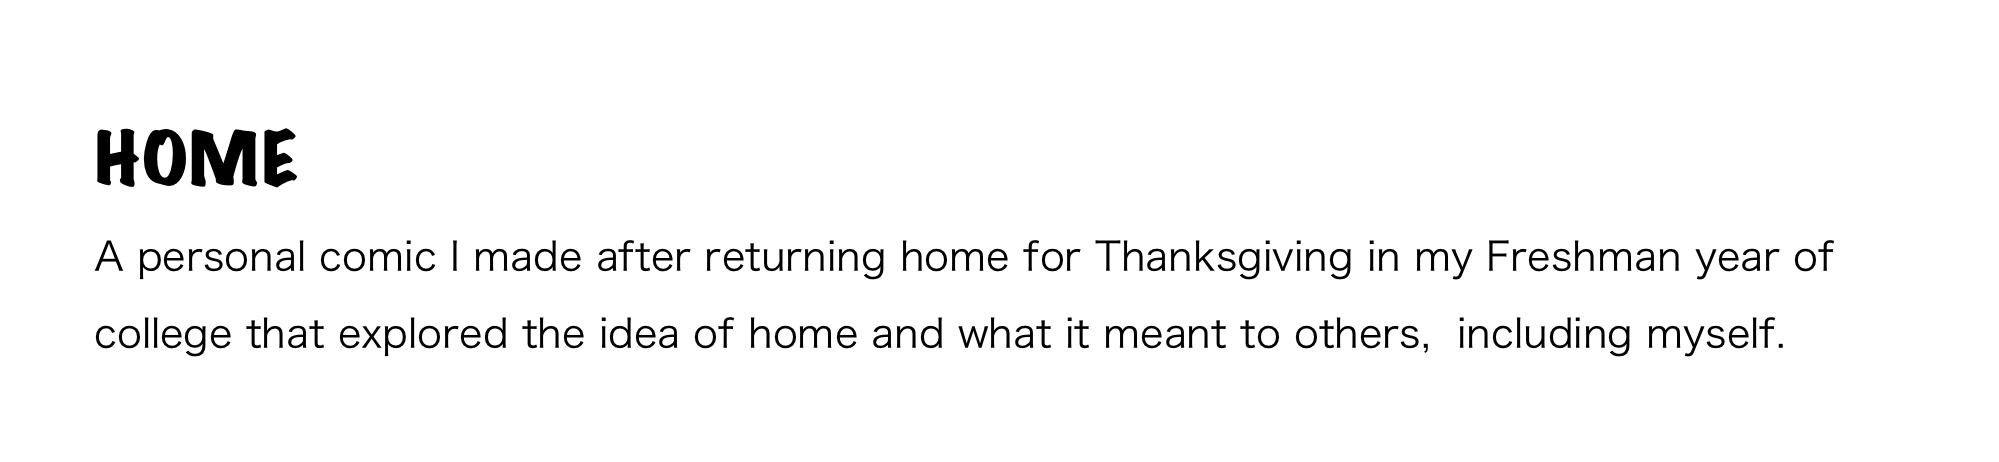 HOME
A personal comic I made after returning home for Thanksgiving in my Freshman year of
college that explored the idea of home and what it meant to others,  including myself.